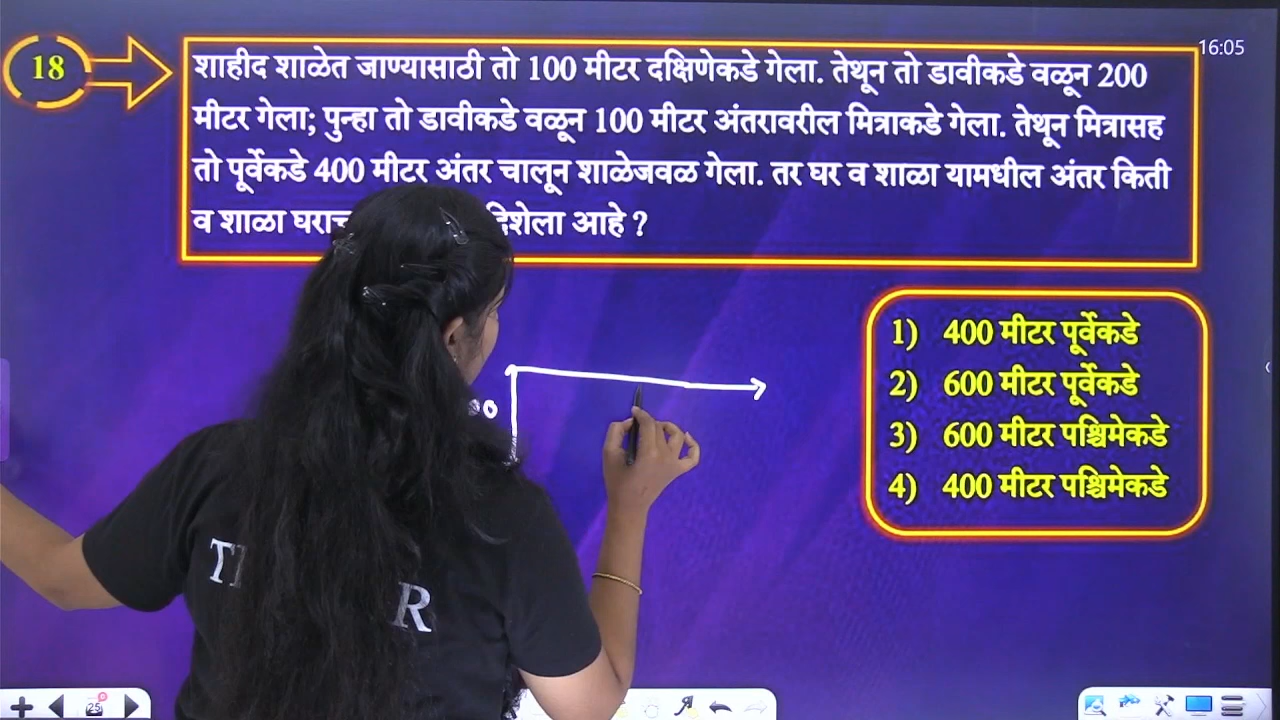 18
16:05
शाहीद शाळेत जाण्यासाठी तो 100 मीटर दक्षिणेकडे गेला. तेथून तो डावीकडे वळून 200
मीटर गेला; पुन्हा तो डावीकडे वळून 100 मीटर अंतरावरील मित्राकडे गेला. तेथून मित्रासह
तो पूर्वेकडे 400 मीटर अंतर चालून शाळेजवळ गेला. तर घर व शाळा यामधील अंतर किती
व शाळा आहे ?
1) 400 मीटर पूर्वेकडे
2) 600 मीटर पूर्वेकडे
3) 600 मीटर पश्चिमेकडे
4) 400 मीटर पश्चिमेकडे
25